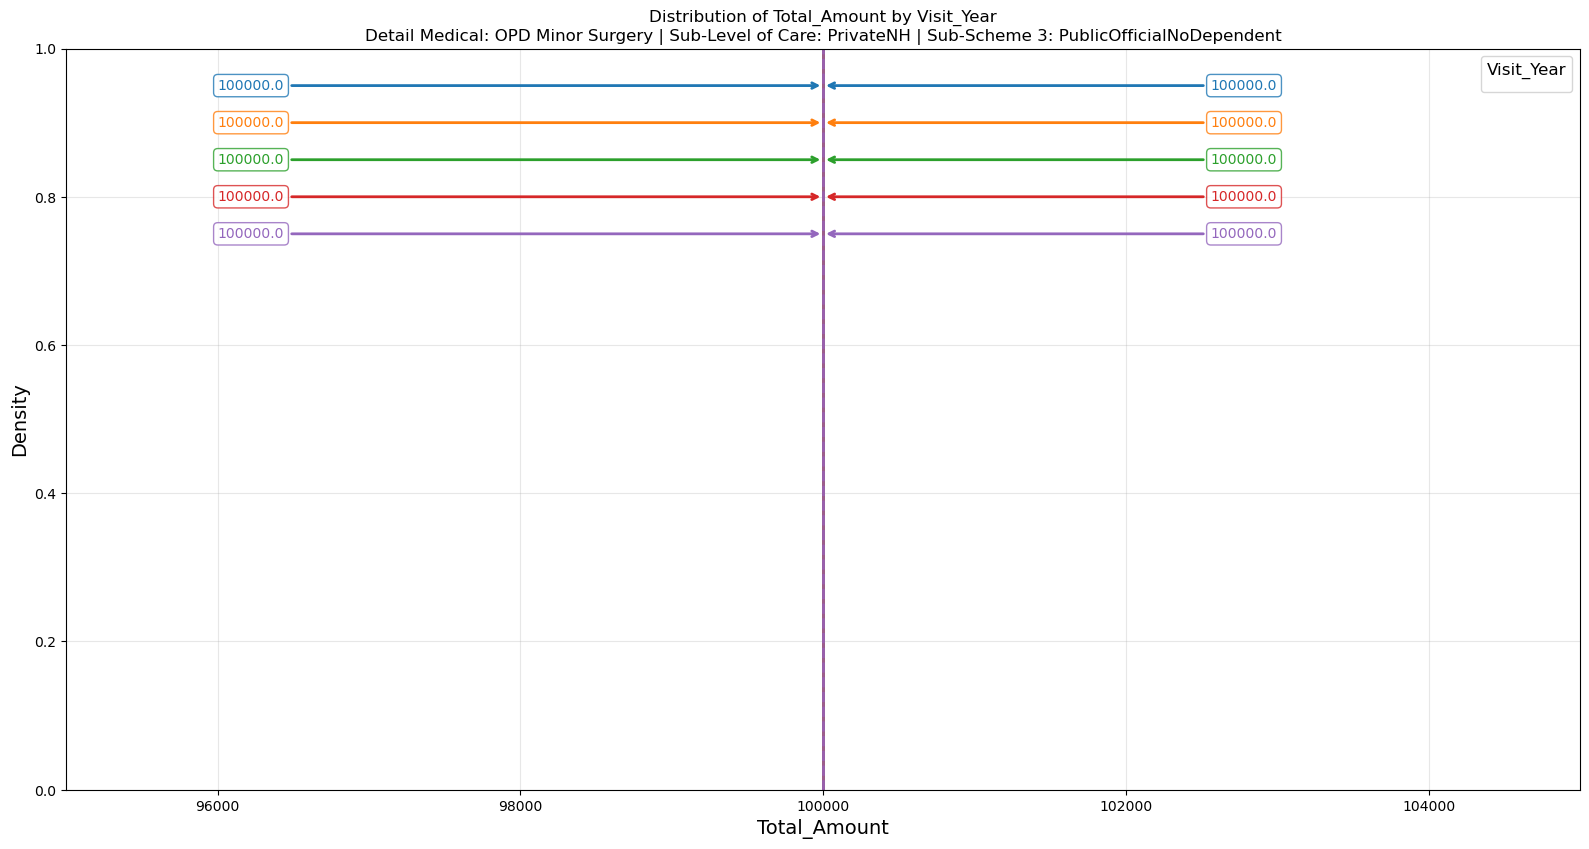 Distribution of Total_Amount by Visit_Year
Detail Medical: OPD Minor Surgery | Sub-Level of Care: PrivateNH | Sub-Scheme 3: PublicOfficialNoDependent
Visit_Year
1.0
100000.0 100000.0
100000.0 100000.0
100000.0 100000.0
0.8
100000.0 100000.0
100000.0 100000.0
0.6
Density
0.4
0.2
0.0
96000 98000 100000 102000 104000
Total_Amount